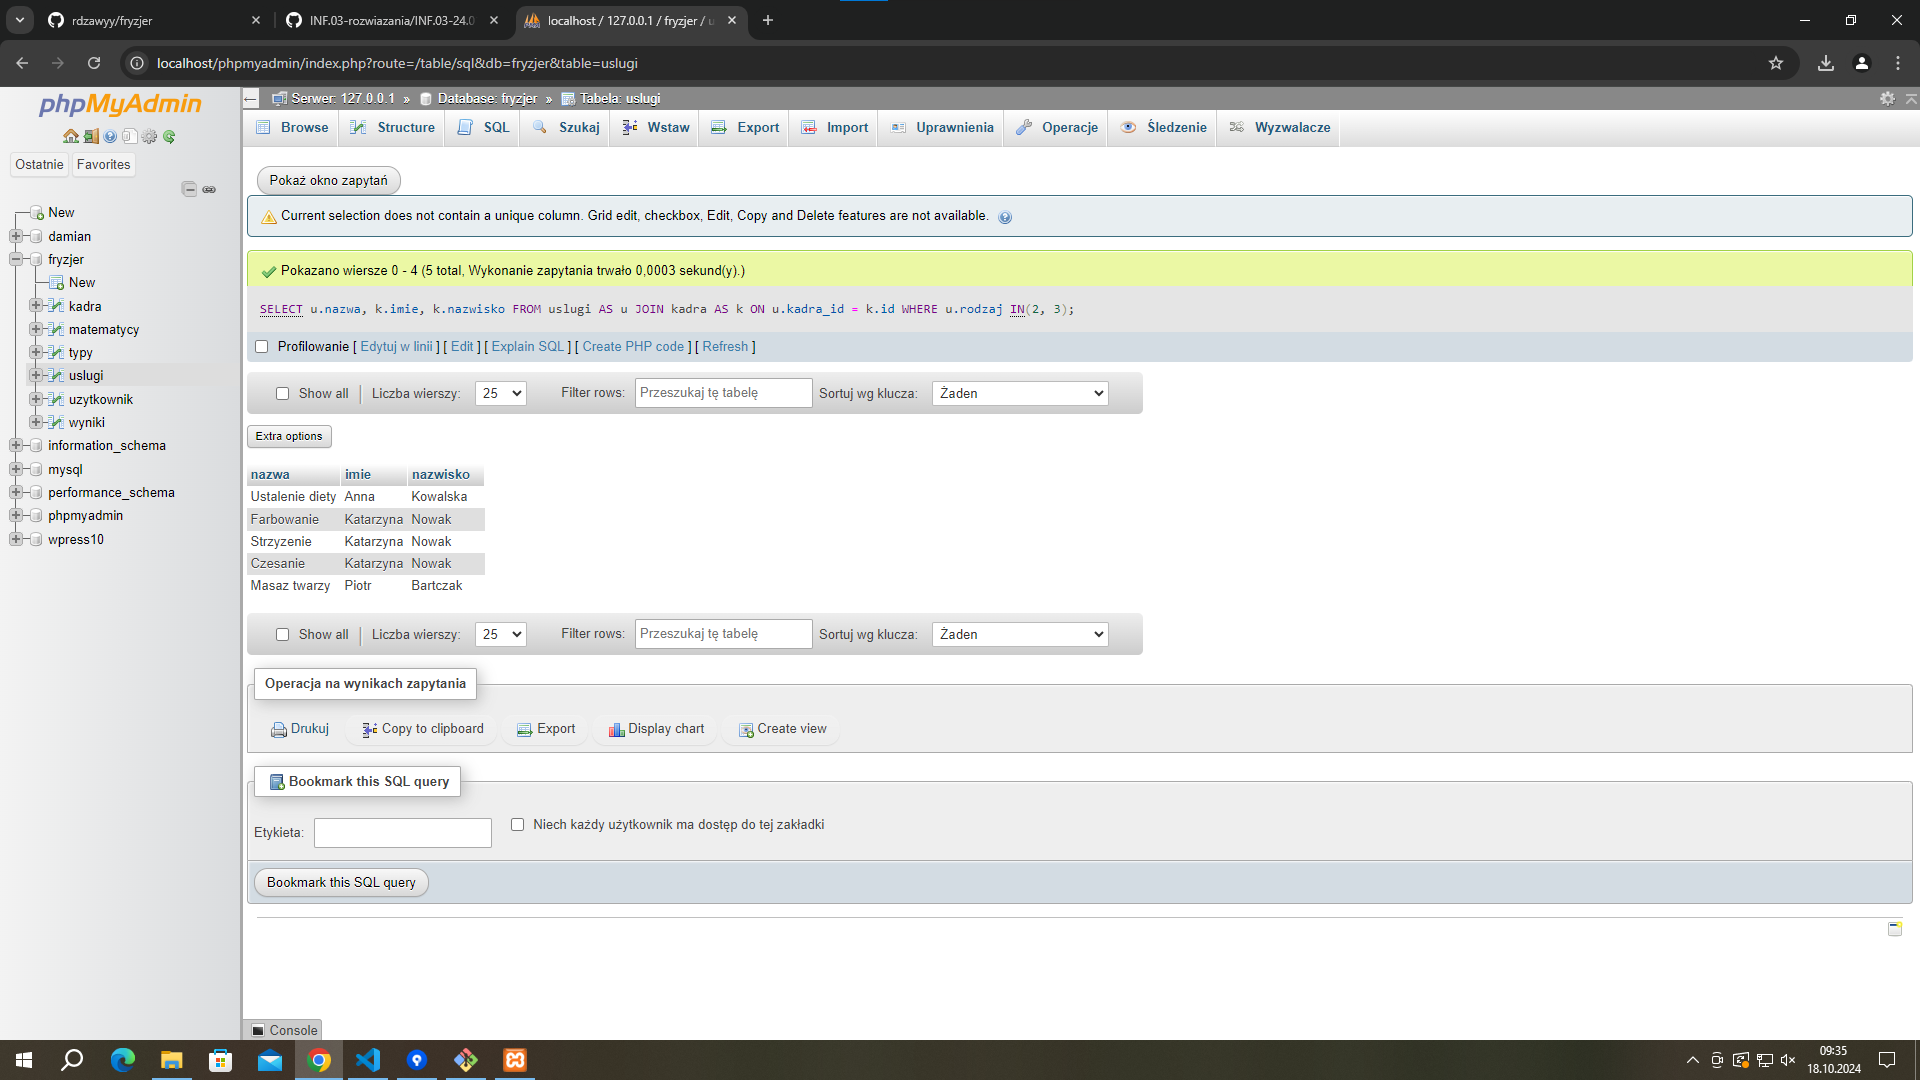 rdzawyy/fryzjer
INF.03-rozwiazania/INF.03-24.0
localhost / 127.0.0.1 / fryzjer / u
localhost/phpmyadmin/index.php?route=/table/sql&db=fryzjer&table=uslugi
phpMyAdmin
Ostatnie Favorites
New
damian
fryzjer
New
kadra
matematycy
typy
uslugi
uzytkownik
wyniki
information_schema
mysql
performance_schema
phpmyadmin
wpress10
Serwer: 127.0.0.1 » Database: fryzjer » Tabela: uslugi
Browse Structure SQL Szukaj Wstaw Export Import Uprawnienia Operacje Śledzenie Wyzwalacze
Pokaż okno zapytań
Current selection does not contain a unique column. Grid edit, checkbox, Edit, Copy and Delete features are not available.
Pokazano wiersze 0 - 4 (5 total, Wykonanie zapytania trwało 0,0003 sekund(y).)
SELECT u.nazwa, k.imie, k.nazwisko FROM uslugi AS u JOIN kadra AS k ON u.kadra_id = k.id WHERE u.rodzaj IN(2, 3);
Profilowanie [ Edytuj w linii ] [ Edit ] [ Explain SQL ] [ Create PHP code ] [ Refresh ]
Show all Liczba wierszy: 25 Filter rows: Przeszukaj tę tabelę Sortuj wg klucza: Żaden
Extra options
nazwa imie nazwisko
Ustalenie diety Anna Kowalska
Farbowanie Katarzyna Nowak
Strzyzenie Katarzyna Nowak
Czesanie Katarzyna Nowak
Masaz twarzy Piotr Bartczak
Show all Liczba wierszy: 25 Filter rows: Przeszukaj tę tabelę Sortuj wg klucza: Żaden
Operacja na wynikach zapytania
Drukuj Copy to clipboard Export Display chart Create view
Bookmark this SQL query
Etykieta: Niech każdy użytkownik ma dostęp do tej zakładki
Bookmark this SQL query
Console
09:35
18.10.2024